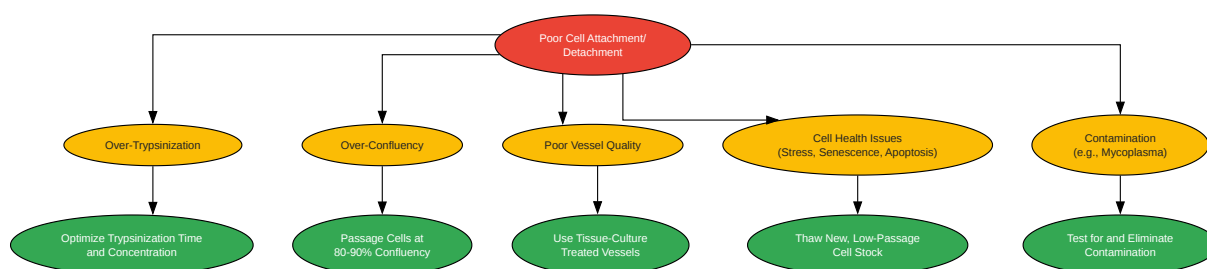 Poor Cell Attachment/
Detachment
Over-Trypsinization
Over-Confluency
Poor Vessel Quality
Cell Health Issues
(Stress, Senescence, Apoptosis)
Contamination
(e.g., Mycoplasma)
Optimize Trypsinization Time
and Concentration
Passage Cells at
80-90% Confluency
Use Tissue-Culture
Treated Vessels
Thaw New, Low-Passage
Cell Stock
Test for and Eliminate
Contamination